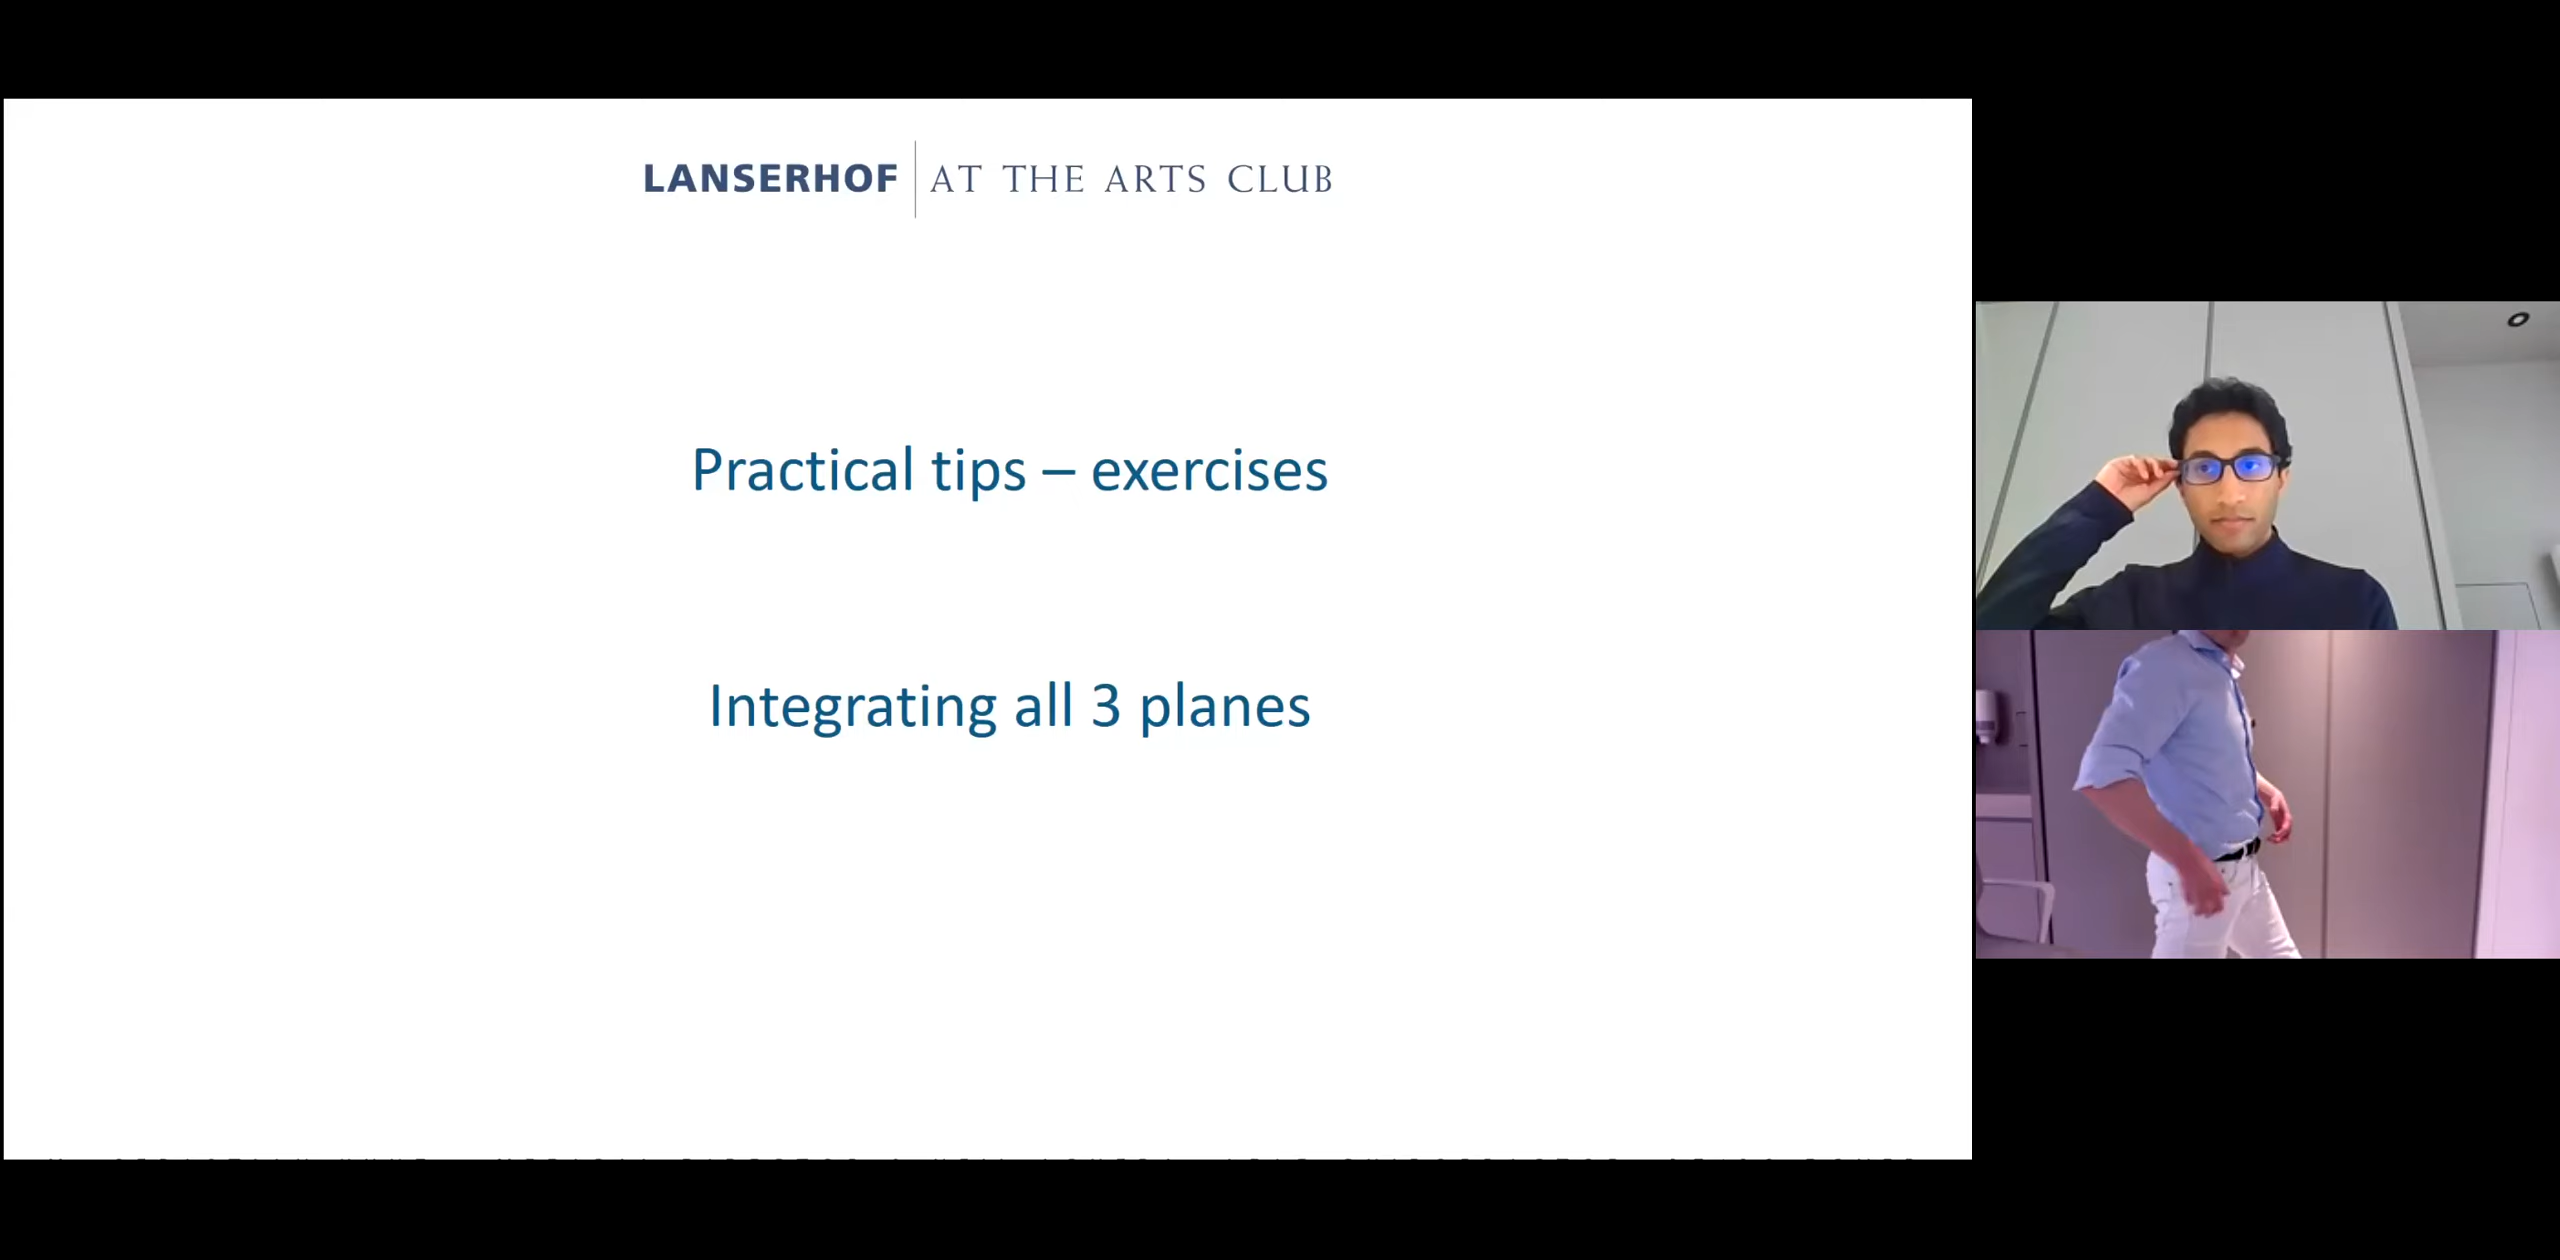 LANSERHOF AT THE ARTS CLUB
Practical tips – exercises
Integrating all 3 planes